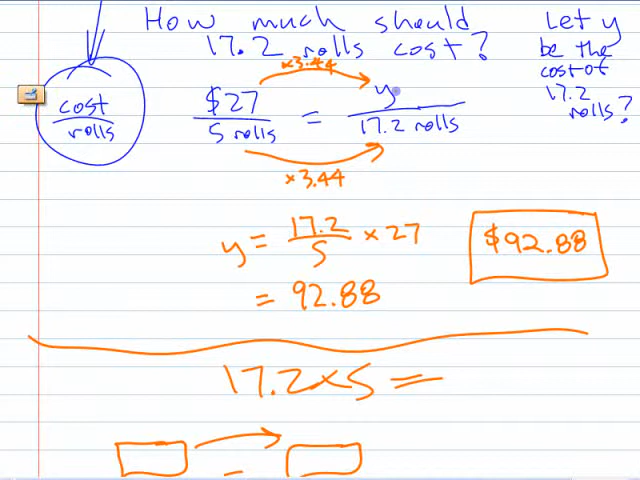 How much should
17.2 rolls cost?
Let y
be the
cost of
17.2
rolls?
×3.44
cost
rolls
$27
5 rolls
=
y
17.2 rolls
×3.44
y = 17.2/5 × 27
= 92.88
$92.88
17.2×5 =
=